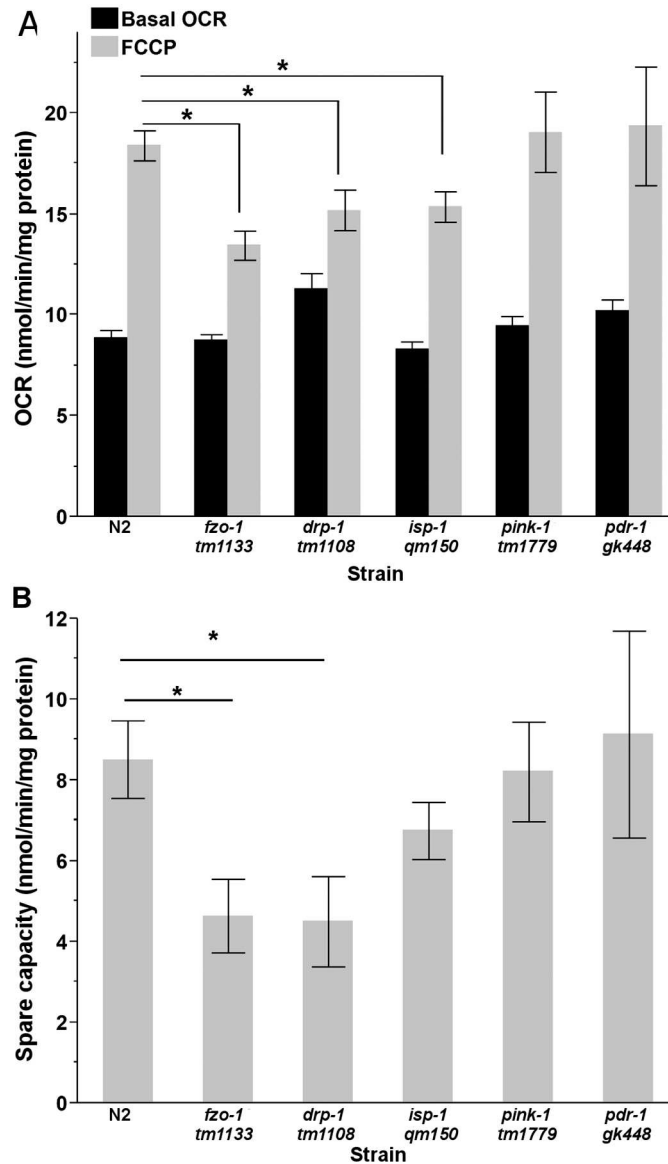 A
Basal OCR
FCCP
*
*
*
OCR (nmol/min/mg protein)
20
15
10
5
0
N2 fzo-1 drp-1 isp-1 pink-1 pdr-1
tm1133 tm1108 qm150 tm1779 gk448
Strain
B
*
*
Spare capacity (nmol/min/mg protein)
12
10
8
6
4
2
0
N2 fzo-1 drp-1 isp-1 pink-1 pdr-1
tm1133 tm1108 qm150 tm1779 gk448
Strain